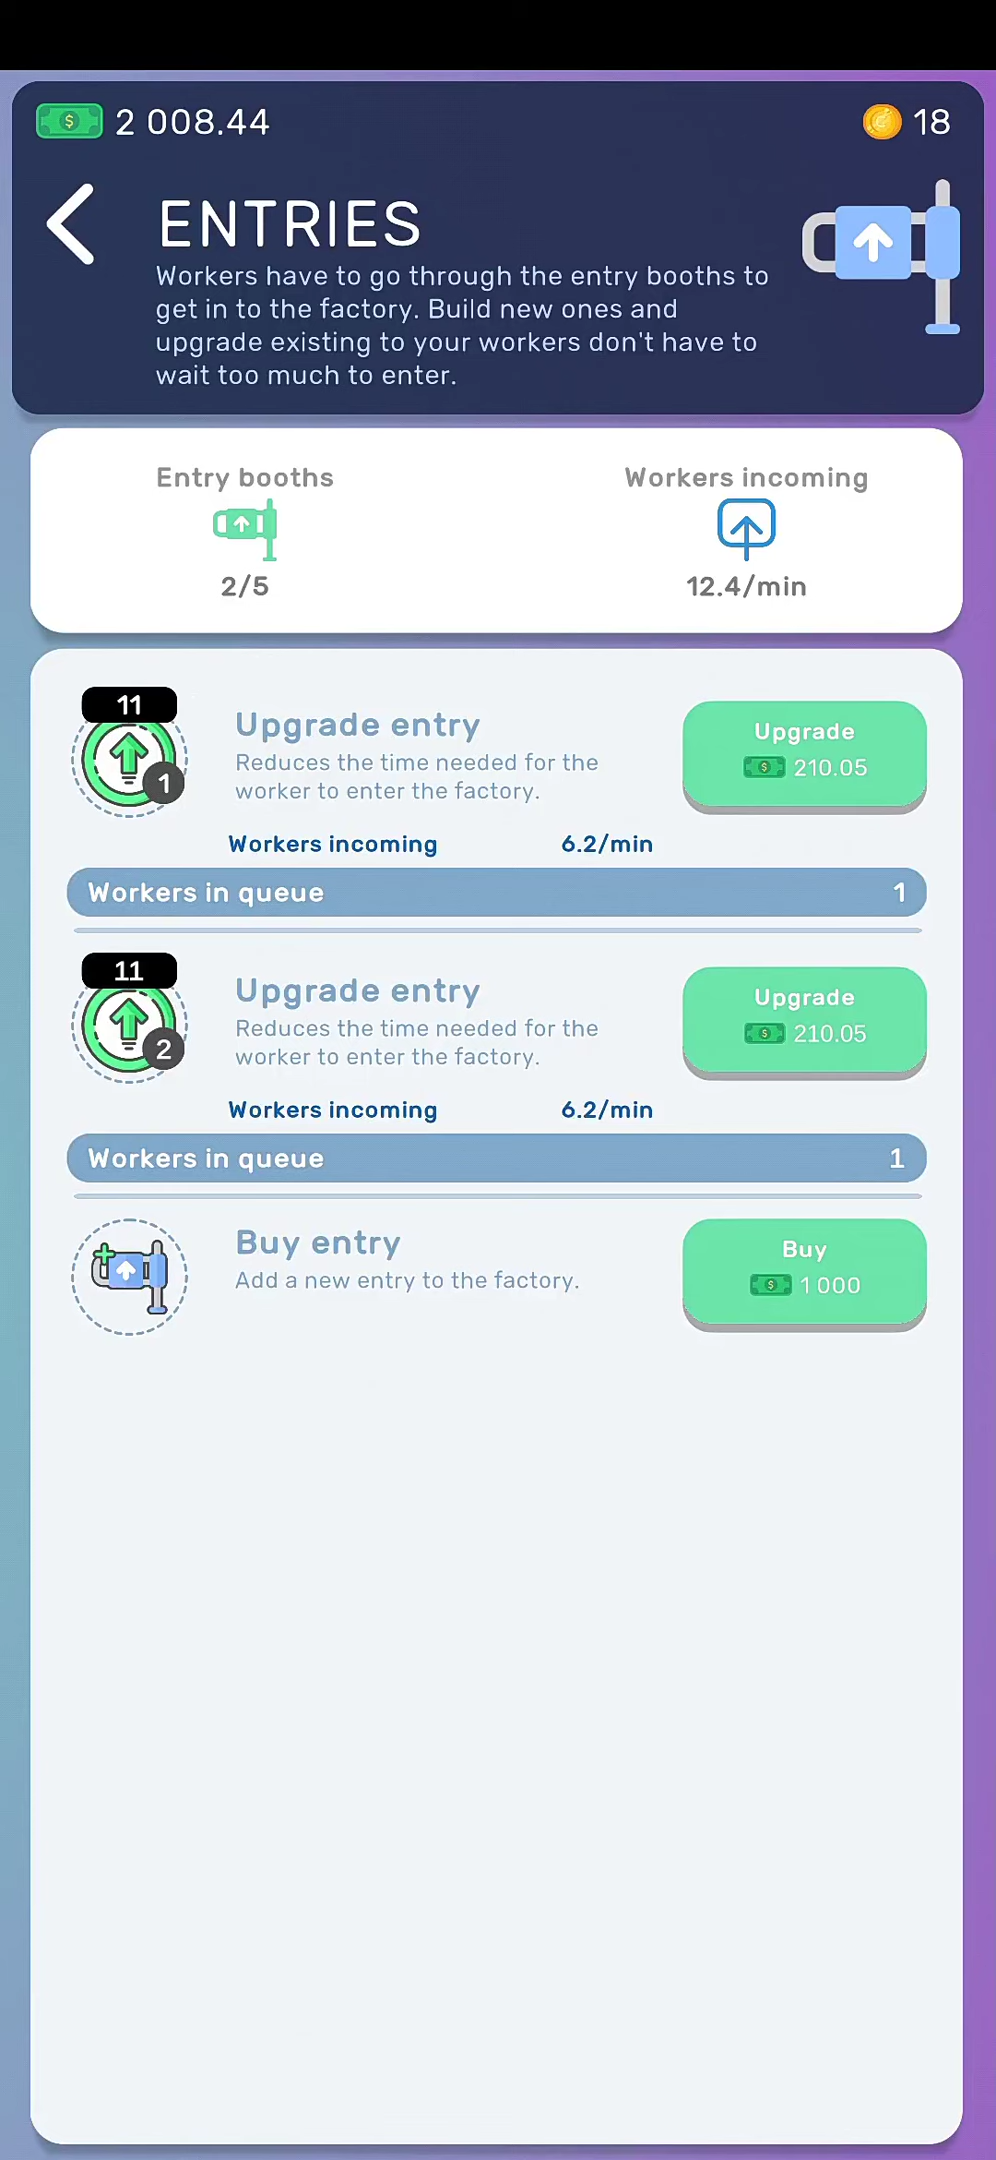 2 008.44
18
ENTRIES
Workers have to go through the entry booths to
get in to the factory. Build new ones and
upgrade existing to your workers don't have to
wait too much to enter.
Entry booths
Workers incoming
2/5
12.4/min
11
1
Upgrade entry
Reduces the time needed for the
worker to enter the factory.
Upgrade
210.05
Workers incoming 6.2/min
Workers in queue 1
11
2
Upgrade entry
Reduces the time needed for the
worker to enter the factory.
Upgrade
210.05
Workers incoming 6.2/min
Workers in queue 1
Buy entry
Add a new entry to the factory.
Buy
1 000